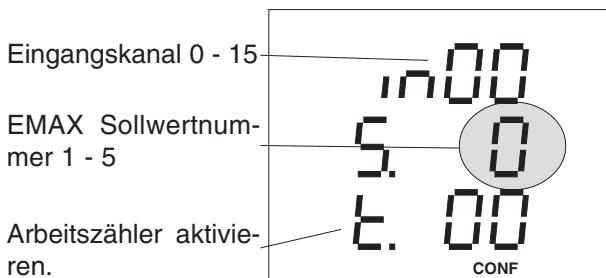 Eingangskanal 0 - 15
in00
EMAX Sollwertnum-
mer 1 - 5
S. 0
Arbeitszähler aktivie-
ren.
t. 00
CONF